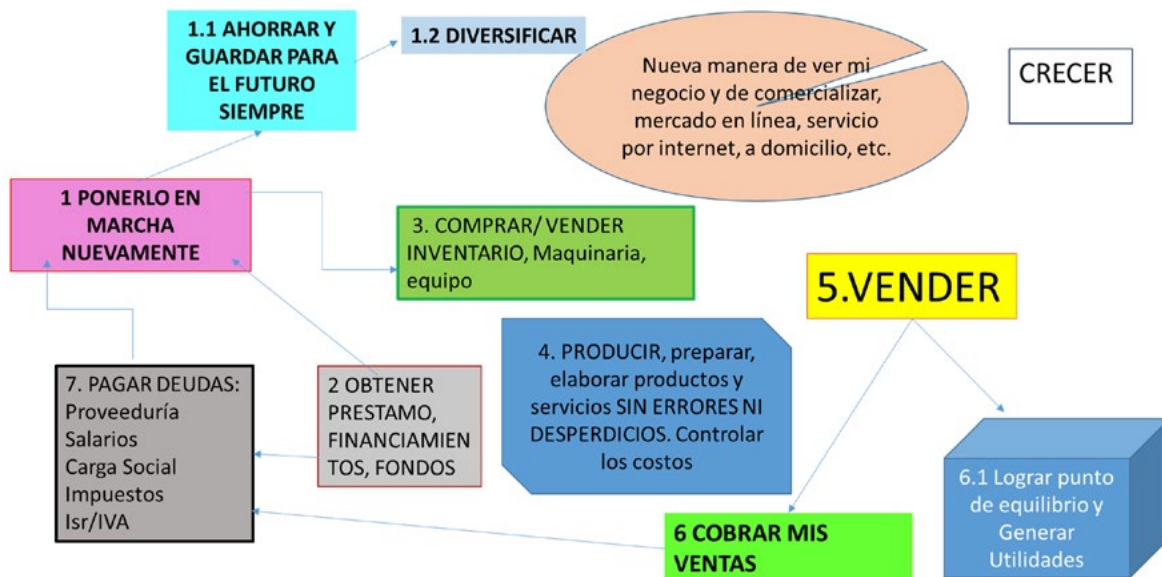 1.1 AHORRAR Y
GUARDAR PARA
EL FUTURO
SIEMPRE
1.2 DIVERSIFICAR
Nueva manera de ver mi
negocio y de comercializar,
mercado en línea, servicio
por internet, a domicilio, etc.
CRECER
1 PONERLO EN
MARCHA
NUEVAMENTE
3. COMPRAR/ VENDER
INVENTARIO, Maquinaria,
equipo
5.VENDER
7. PAGAR DEUDAS:
Proveeduría
Salarios
Carga Social
Impuestos
Isr/IVA
2 OBTENER
PRESTAMO,
FINANCIAMIEN
TOS, FONDOS
4. PRODUCIR, preparar,
elaborar productos y
servicios SIN ERRORES NI
DESPERDICIOS. Controlar
los costos
6.1 Lograr punto
de equilibrio y
Generar
Utilidades
6 COBRAR MIS
VENTAS